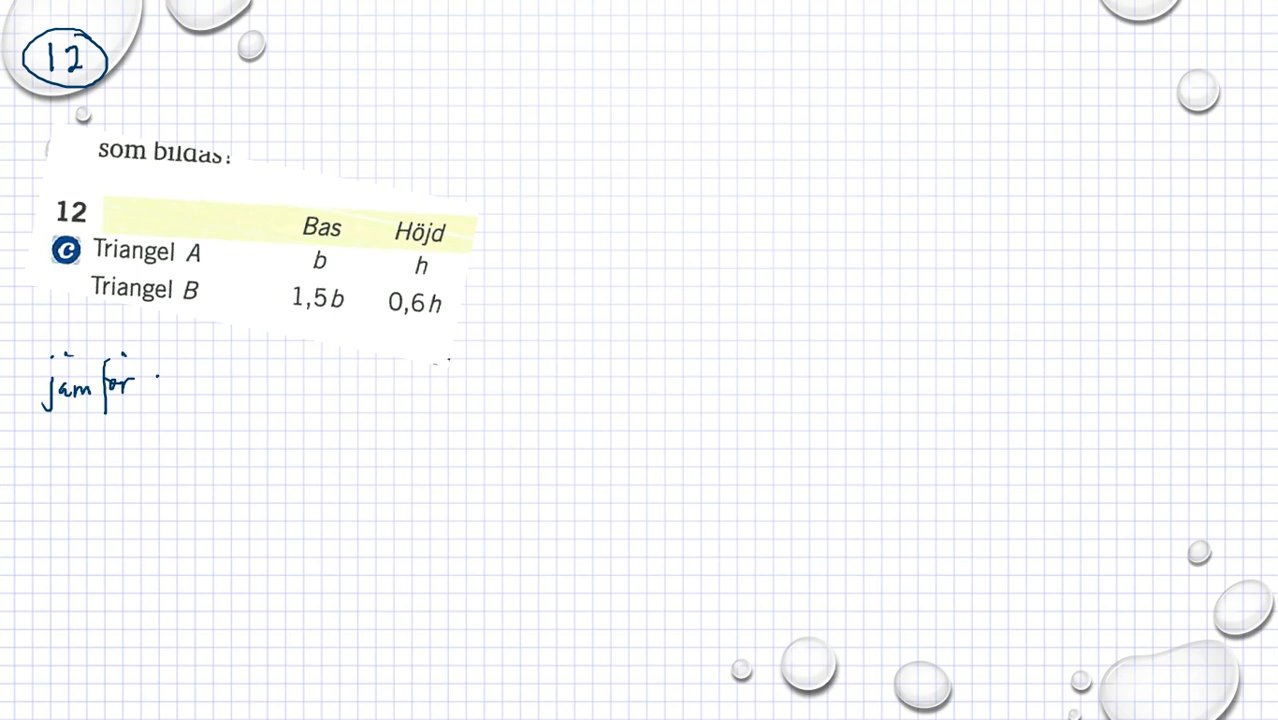 12
som bildas?
12 Bas Höjd
C Triangel A b h
Triangel B 1,5b 0,6h
jämför